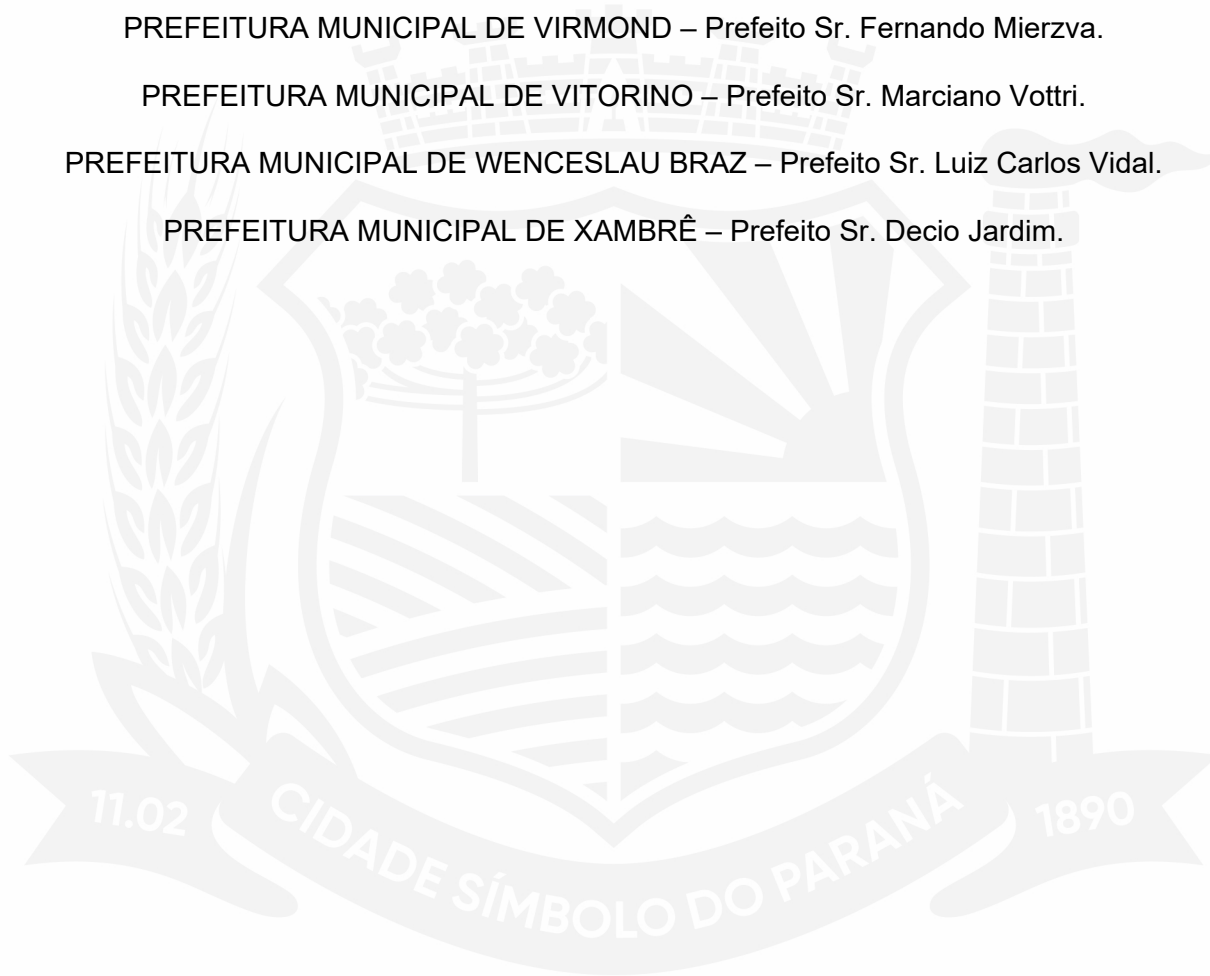 PREFEITURA MUNICIPAL DE VIRMOND – Prefeito Sr. Fernando Mierzva.
PREFEITURA MUNICIPAL DE VITORINO – Prefeito Sr. Marciano Vottri.
PREFEITURA MUNICIPAL DE WENCESLAU BRAZ – Prefeito Sr. Luiz Carlos Vidal.
PREFEITURA MUNICIPAL DE XAMBRÊ – Prefeito Sr. Decio Jardim.
11.02
CIDADE SÍMBOLO DO PARANÁ
1890